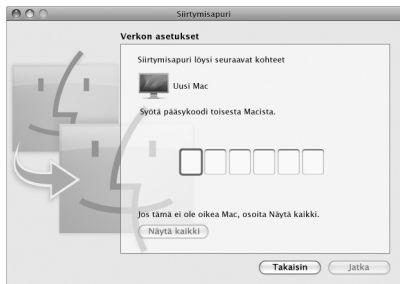 Siirtymisapuri
Verkon asetukset
Siirtymisapuri löysi seuraavat kohteet
Uusi Mac
Syötä pääsykoodi toisesta Macista.
Jos tämä ei ole oikea Mac, osoita Näytä kaikki.
Näytä kaikki
Takaisin
Jatka